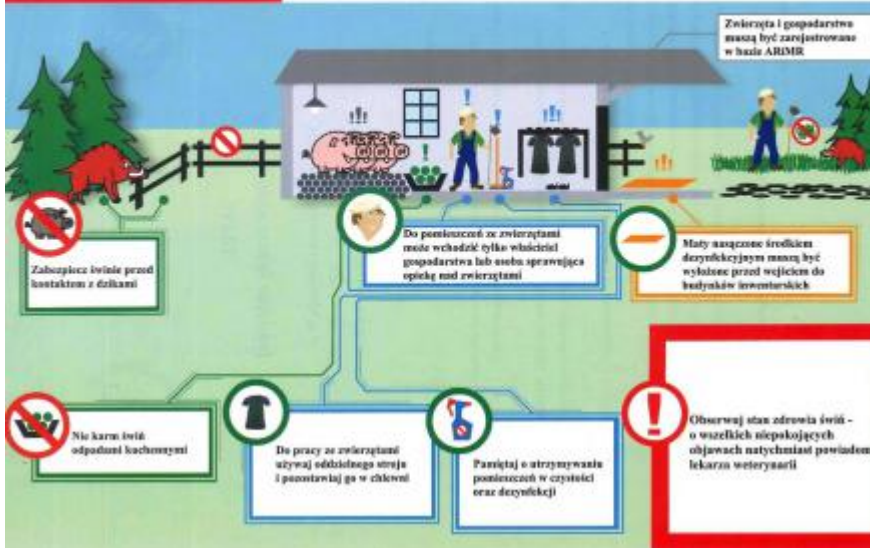 Zwierzęta i gospodarstwo
muszą być zarejestrowane
w bazie ARiMR
Zabezpiecz świnie przed
kontaktem z dzikami
Do pomieszczeń ze zwierzętami
może wchodzić tylko właściciel
gospodarstwa lub osoba sprawująca
opiekę nad zwierzętami
Maty nasączone środkiem
dezynfekcyjnym muszą być
wyłożone przed wejściem do
budynków inwentarskich
Nie karm świń
odpadami kuchennymi
Do pracy ze zwierzętami
używaj oddzielnego stroju
i pozostawiaj go w chlewni
Pamiętaj o utrzymywaniu
pomieszczeń w czystości
oraz dezynfekcji
Obserwuj stan zdrowia świń -
o wszelkich niepokojących
objawach natychmiast powiadom
lekarza weterynarii